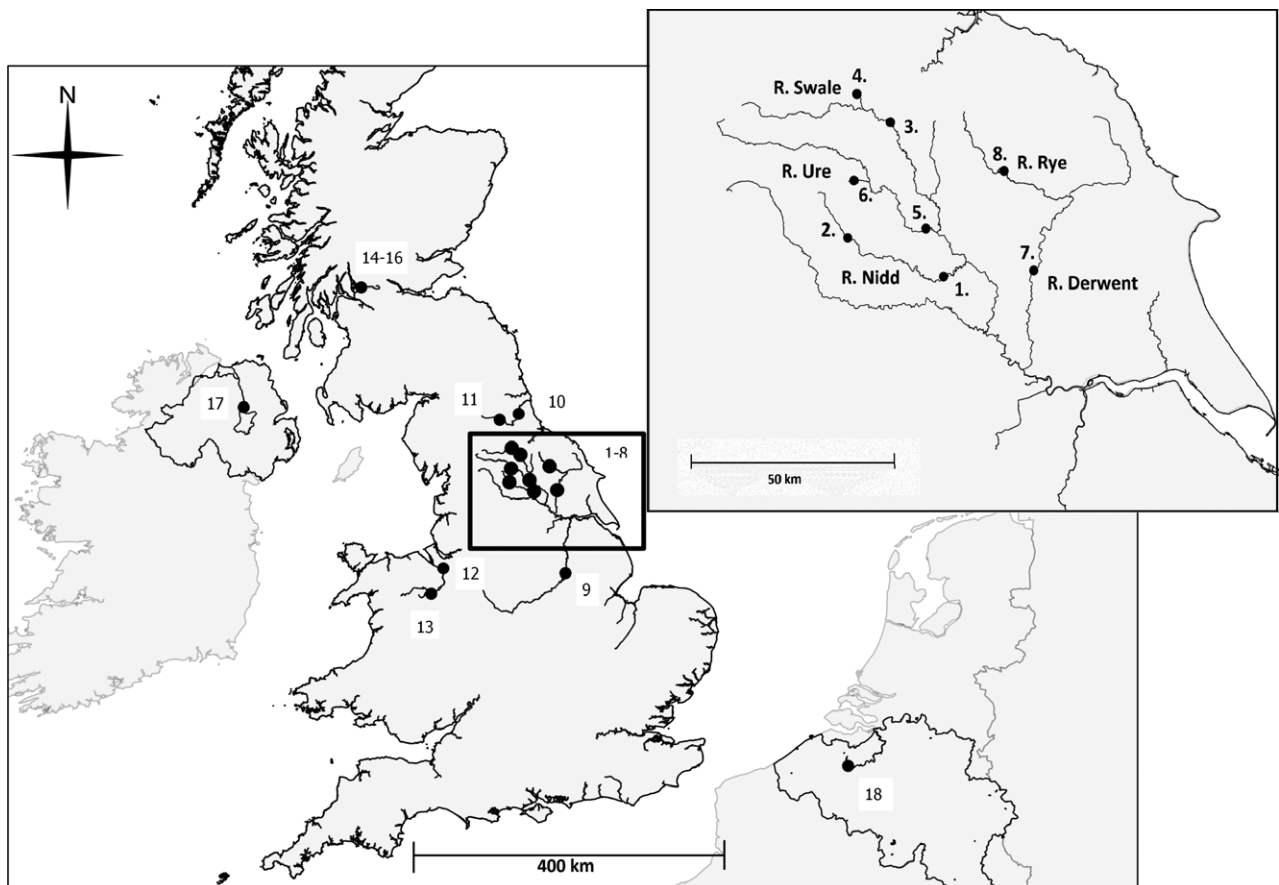 N
14-16
17
11
10
1-8
12
13
9
18
400 km
4.
R. Swale
3.
8.
R. Rye
R. Ure
6.
5.
2.
7.
R. Nidd
R. Derwent
1.
50 km